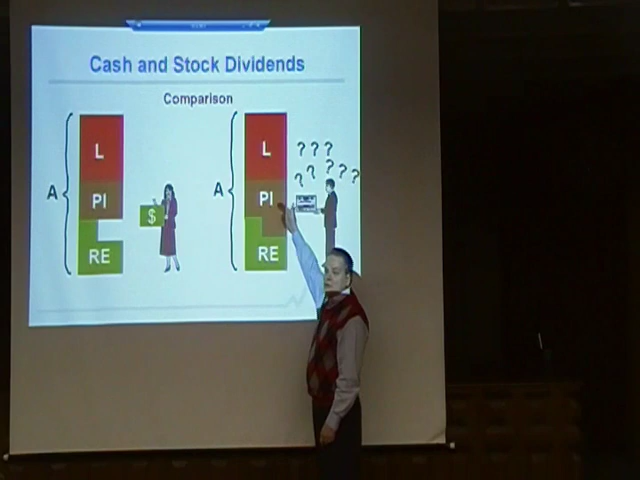 Cash and Stock Dividends
Comparison
A
L
PI
RE
$
A
L
PI
RE
? ? ?
? ? ? ?